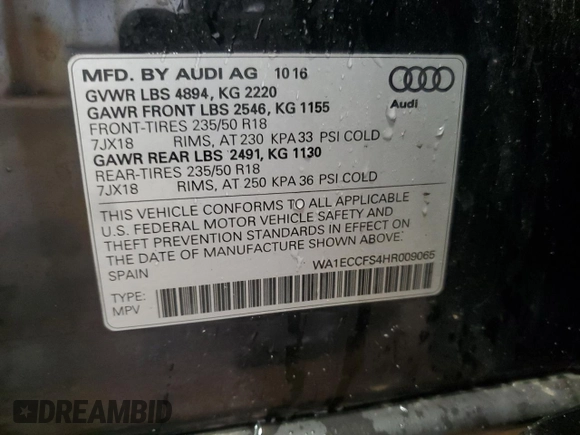 MFD. BY AUDI AG 10 16
GVWR LBS 4894, KG 2220
GAWR FRONT LBS 2546, KG 1155
FRONT-TIRES 235/50 R18
7JX18 RIMS, AT 230 KPA 33 PSI COLD
GAWR REAR LBS 2491, KG 1130
REAR-TIRES 235/50 R18
7JX18 RIMS, AT 250 KPA 36 PSI COLD
Audi
THIS VEHICLE CONFORMS TO ALL APPLICABLE
U.S. FEDERAL MOTOR VEHICLE SAFETY AND
THEFT PREVENTION STANDARDS IN EFFECT ON
THE DATE OF MANUFACTURE SHOWN ABOVE.
SPAIN WA1ECCFS4HR009065
TYPE:
MPV
DREAMBID